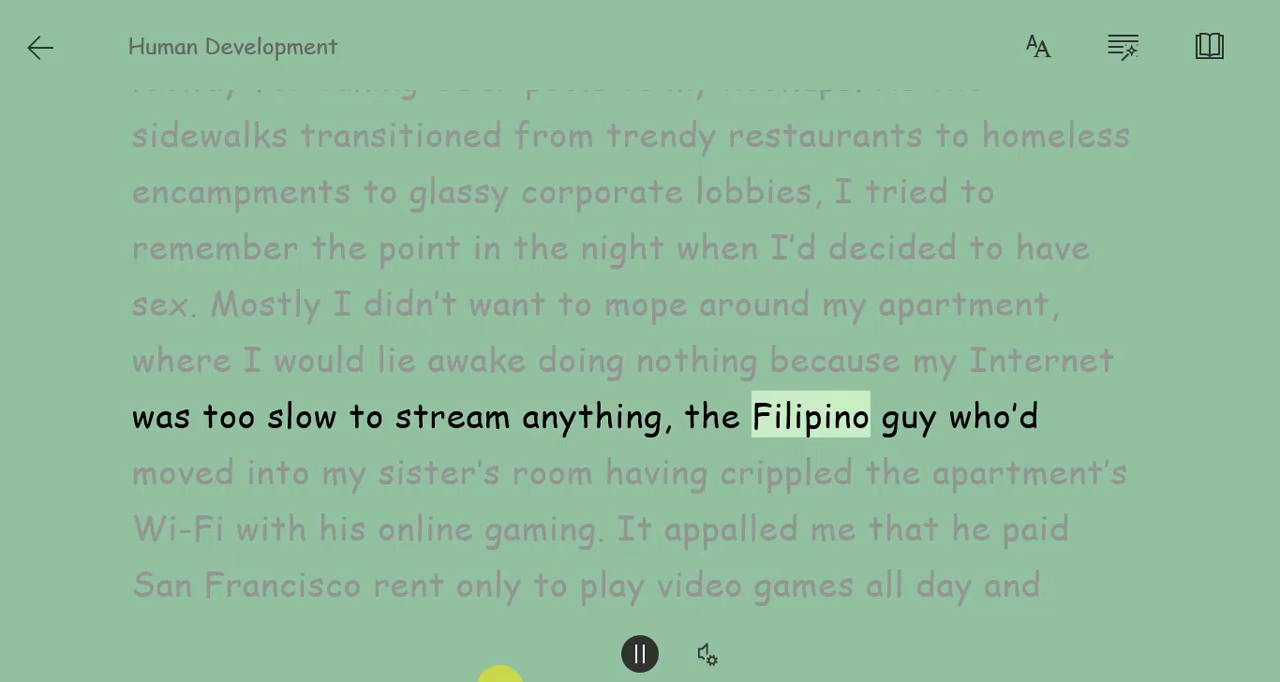 Human Development
AA
sidewalks transitioned from trendy restaurants to homeless
encampments to glassy corporate lobbies, I tried to
remember the point in the night when I’d decided to have
sex. Mostly I didn’t want to mope around my apartment,
where I would lie awake doing nothing because my Internet
was too slow to stream anything, the Filipino guy who’d
moved into my sister’s room having crippled the apartment’s
Wi-Fi with his online gaming. It appalled me that he paid
San Francisco rent only to play video games all day and